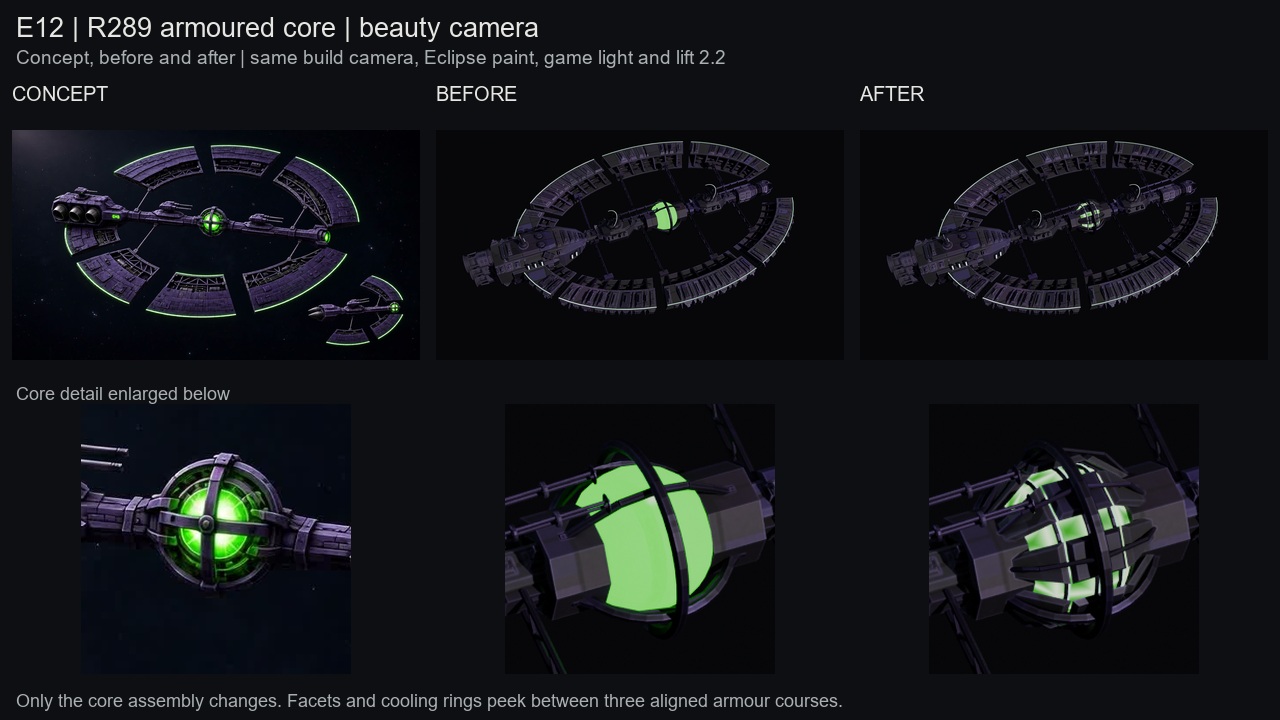 E12 | R289 armoured core | beauty camera
Concept, before and after | same build camera, Eclipse paint, game light and lift 2.2
CONCEPT
BEFORE
AFTER
Core detail enlarged below
Only the core assembly changes. Facets and cooling rings peek between three aligned armour courses.